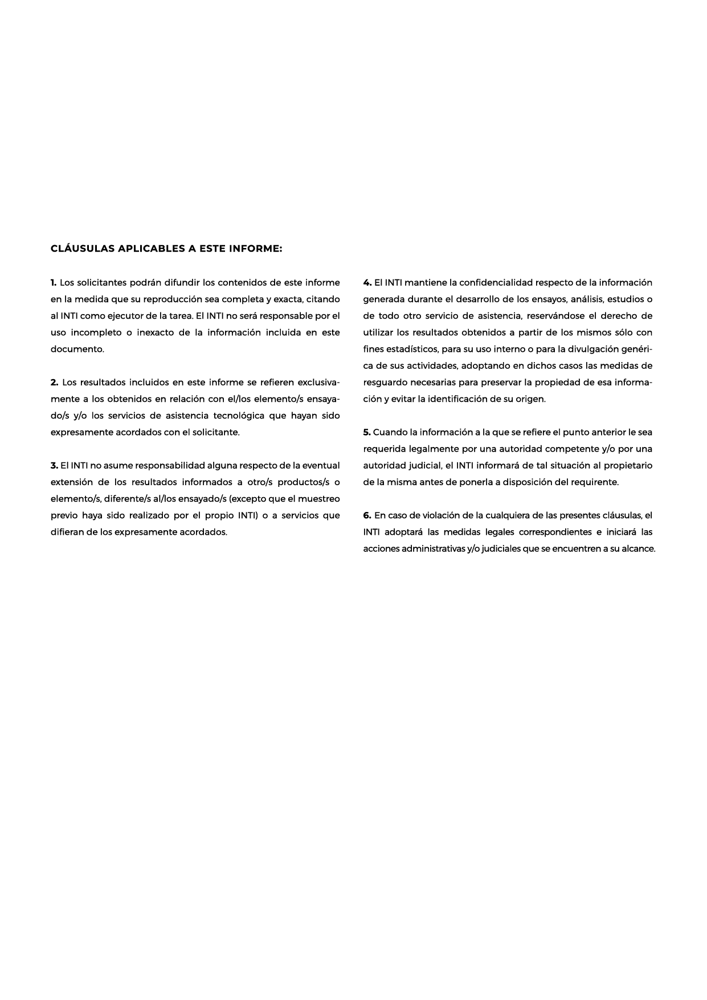 CLÁUSULAS APLICABLES A ESTE INFORME:
1. Los solicitantes podrán difundir los contenidos de este informe
en la medida que su reproducción sea completa y exacta, citando
al INTI como ejecutor de la tarea. El INTI no será responsable por el
uso incompleto o inexacto de la información incluida en este
documento.
2. Los resultados incluidos en este informe se refieren exclusiva-
mente a los obtenidos en relación con el/los elemento/s ensaya-
do/s y/o los servicios de asistencia tecnológica que hayan sido
expresamente acordados con el solicitante.
3. El INTI no asume responsabilidad alguna respecto de la eventual
extensión de los resultados informados a otro/s productos/s o
elemento/s, diferente/s al/los ensayado/s (excepto que el muestreo
previo haya sido realizado por el propio INTI) o a servicios que
difieran de los expresamente acordados.
4. El INTI mantiene la confidencialidad respecto de la información
generada durante el desarrollo de los ensayos, análisis, estudios o
de todo otro servicio de asistencia, reservándose el derecho de
utilizar los resultados obtenidos a partir de los mismos sólo con
fines estadísticos, para su uso interno o para la divulgación genéri-
ca de sus actividades, adoptando en dichos casos las medidas de
resguardo necesarias para preservar la propiedad de esa informa-
ción y evitar la identificación de su origen.
5. Cuando la información a la que se refiere el punto anterior le sea
requerida legalmente por una autoridad competente y/o por una
autoridad judicial, el INTI informará de tal situación al propietario
de la misma antes de ponerla a disposición del requirente.
6. En caso de violación de la cualquiera de las presentes cláusulas, el
INTI adoptará las medidas legales correspondientes e iniciará las
acciones administrativas y/o judiciales que se encuentren a su alcance.